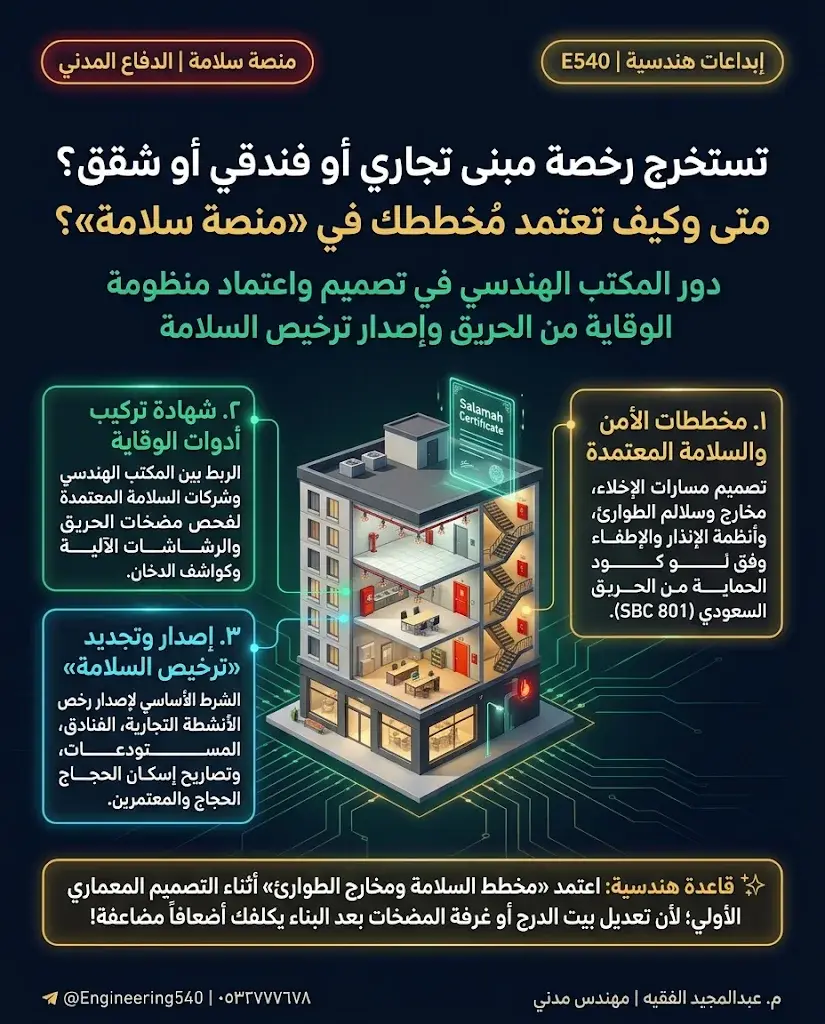 إبداعات هندسية | E540
منصة سلامة | الدفاع المدني
تستخرج رخصة مبنى تجاري أو فندقي أو شقق؟
متى وكيف تعتمد مُخططك في «منصة سلامة»؟
دور المكتب الهندسي في تصميم واعتماد منظومة
الوقاية من الحريق وإصدار ترخيص السلامة
١. مخططات الأمن
والسلامة المعتمدة
تصميم مسارات الإخلاء،
مخارج وسلالم الطوارئ،
وأنظمة الإنذار والإطفاء
وفق لـو كـود
الحماية من الحريق
السعودي (SBC 801).
٢. شهادة تركيب
أدوات الوقاية
الربط بين المكتب الهندسي
وشركات السلامة المعتمدة
لفحص مضخات الحريق
والرشاشات الآلية
وكواشف الدخان.
Salamah
Certificate
٣. إصدار وتجديد
«ترخيص السلامة»
الشرط الأساسي لإصدار رخص
الأنشطة التجارية، الفنادق،
المستودعات،
وتصاريح إسكان الحجاج
الحجاج والمعتمرين.
قاعدة هندسية: اعتمد «مخطط السلامة ومخارج الطوارئ» أثناء التصميم المعماري
الأولي؛ لأن تعديل بيت الدرج أو غرفة المضخات بعد البناء يكلفك أضعافاً مضاعفة!
م. عبدالمجيد الفقيه | مهندس مدني
@Engineering540 | ٠٥٣٢٧٧٧٦٧٨